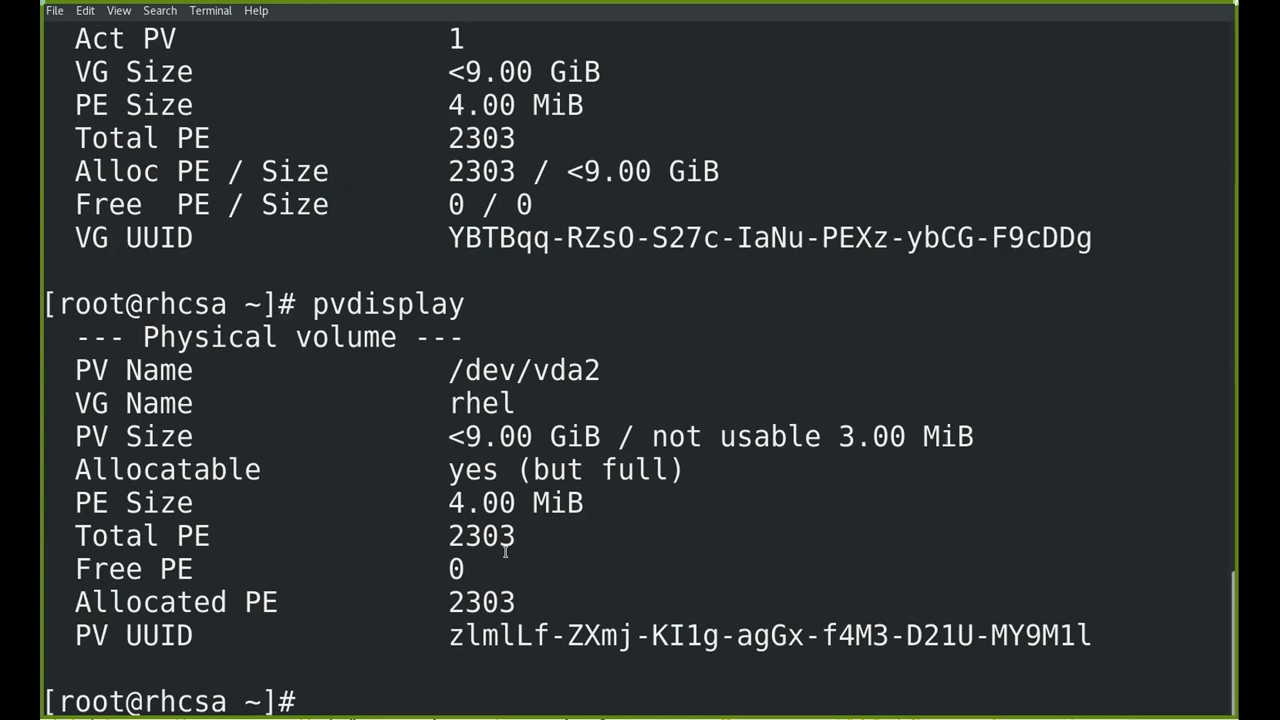 File Edit View Search Terminal Help
Act PV 1
VG Size <9.00 GiB
PE Size 4.00 MiB
Total PE 2303
Alloc PE / Size 2303 / <9.00 GiB
Free  PE / Size 0 / 0
VG UUID YBTBqq-RZsO-S27c-IaNu-PEXz-ybCG-F9cDDg
[root@rhcsa ~]# pvdisplay
--- Physical volume ---
PV Name /dev/vda2
VG Name rhel
PV Size <9.00 GiB / not usable 3.00 MiB
Allocatable yes (but full)
PE Size 4.00 MiB
Total PE 2303
Free PE 0
Allocated PE 2303
PV UUID zlmlLf-ZXmj-KI1g-agGx-f4M3-D21U-MY9M1l
[root@rhcsa ~]#